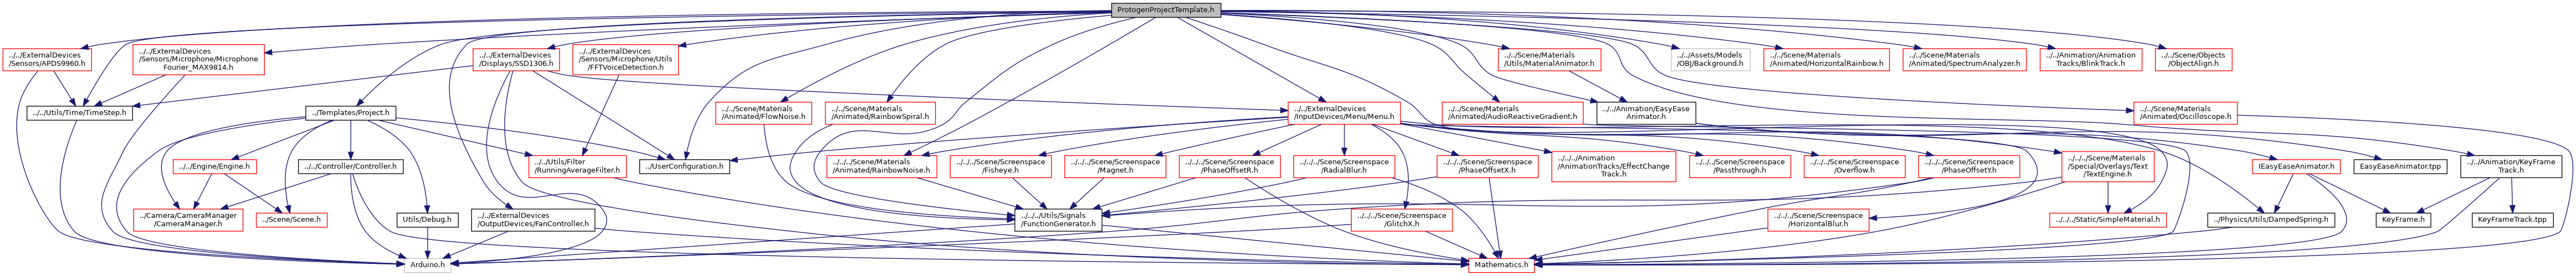 ProtogenProjectTemplate.h
../../ExternalDevices
/Sensors/APDS9960.h
../../ExternalDevices
/Sensors/Microphone/Microphone
Fourier_MAX9814.h
../../ExternalDevices
/Displays/SSD1306.h
../../ExternalDevices
/Sensors/Microphone/Utils
/FFTVoiceDetection.h
../../Scene/Materials
/Utils/MaterialAnimator.h
../../Assets/Models
/OBJ/Background.h
../../Scene/Materials
/Animated/HorizontalRainbow.h
../../Scene/Materials
/Animated/SpectrumAnalyzer.h
../../Animation/Animation
Tracks/BlinkTrack.h
../../Scene/Objects
/ObjectAlign.h
../../Utils/Time/TimeStep.h
../Templates/Project.h
../../Scene/Materials
/Animated/FlowNoise.h
../../Scene/Materials
/Animated/RainbowSpiral.h
../../ExternalDevices
/InputDevices/Menu/Menu.h
../../Scene/Materials
/Animated/AudioReactiveGradient.h
../../Animation/EasyEase
Animator.h
../../Scene/Materials
/Animated/Oscilloscope.h
../../Engine/Engine.h
../../Controller/Controller.h
../../Utils/Filter
/RunningAverageFilter.h
../UserConfiguration.h
../../../Scene/Materials
/Animated/RainbowNoise.h
../../../Scene/Screenspace
/Fisheye.h
../../../Scene/Screenspace
/Magnet.h
../../../Scene/Screenspace
/PhaseOffsetR.h
../../../Scene/Screenspace
/RadialBlur.h
../../../Scene/Screenspace
/PhaseOffsetX.h
../../../Animation
/AnimationTracks/EffectChange
Track.h
../../../Scene/Screenspace
/Passthrough.h
../../../Scene/Screenspace
/Overflow.h
../../../Scene/Screenspace
/PhaseOffsetY.h
../../../Scene/Materials
/Special/Overlays/Text
/TextEngine.h
IEasyEaseAnimator.h
EasyEaseAnimator.tpp
../../Animation/KeyFrame
Track.h
../Camera/CameraManager
/CameraManager.h
../Scene/Scene.h
Utils/Debug.h
../../ExternalDevices
/OutputDevices/FanController.h
../../../Utils/Signals
/FunctionGenerator.h
../../../Scene/Screenspace
/GlitchX.h
../../../Scene/Screenspace
/HorizontalBlur.h
../../../Static/SimpleMaterial.h
../Physics/Utils/DampedSpring.h
KeyFrame.h
KeyFrameTrack.tpp
Arduino.h
Mathematics.h